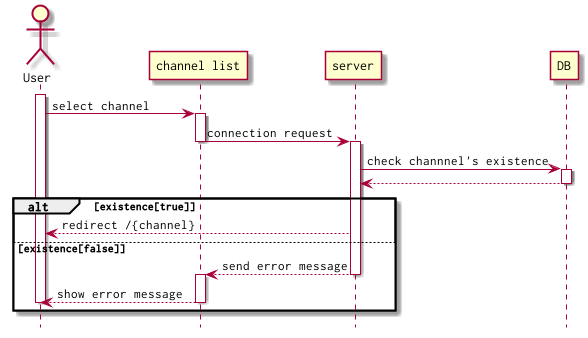 User
channel list
server
DB
select channel
connection request
check channnel's existence
alt
[existence[true]]
redirect /{channel}
[existence[false]]
send error message
show error message